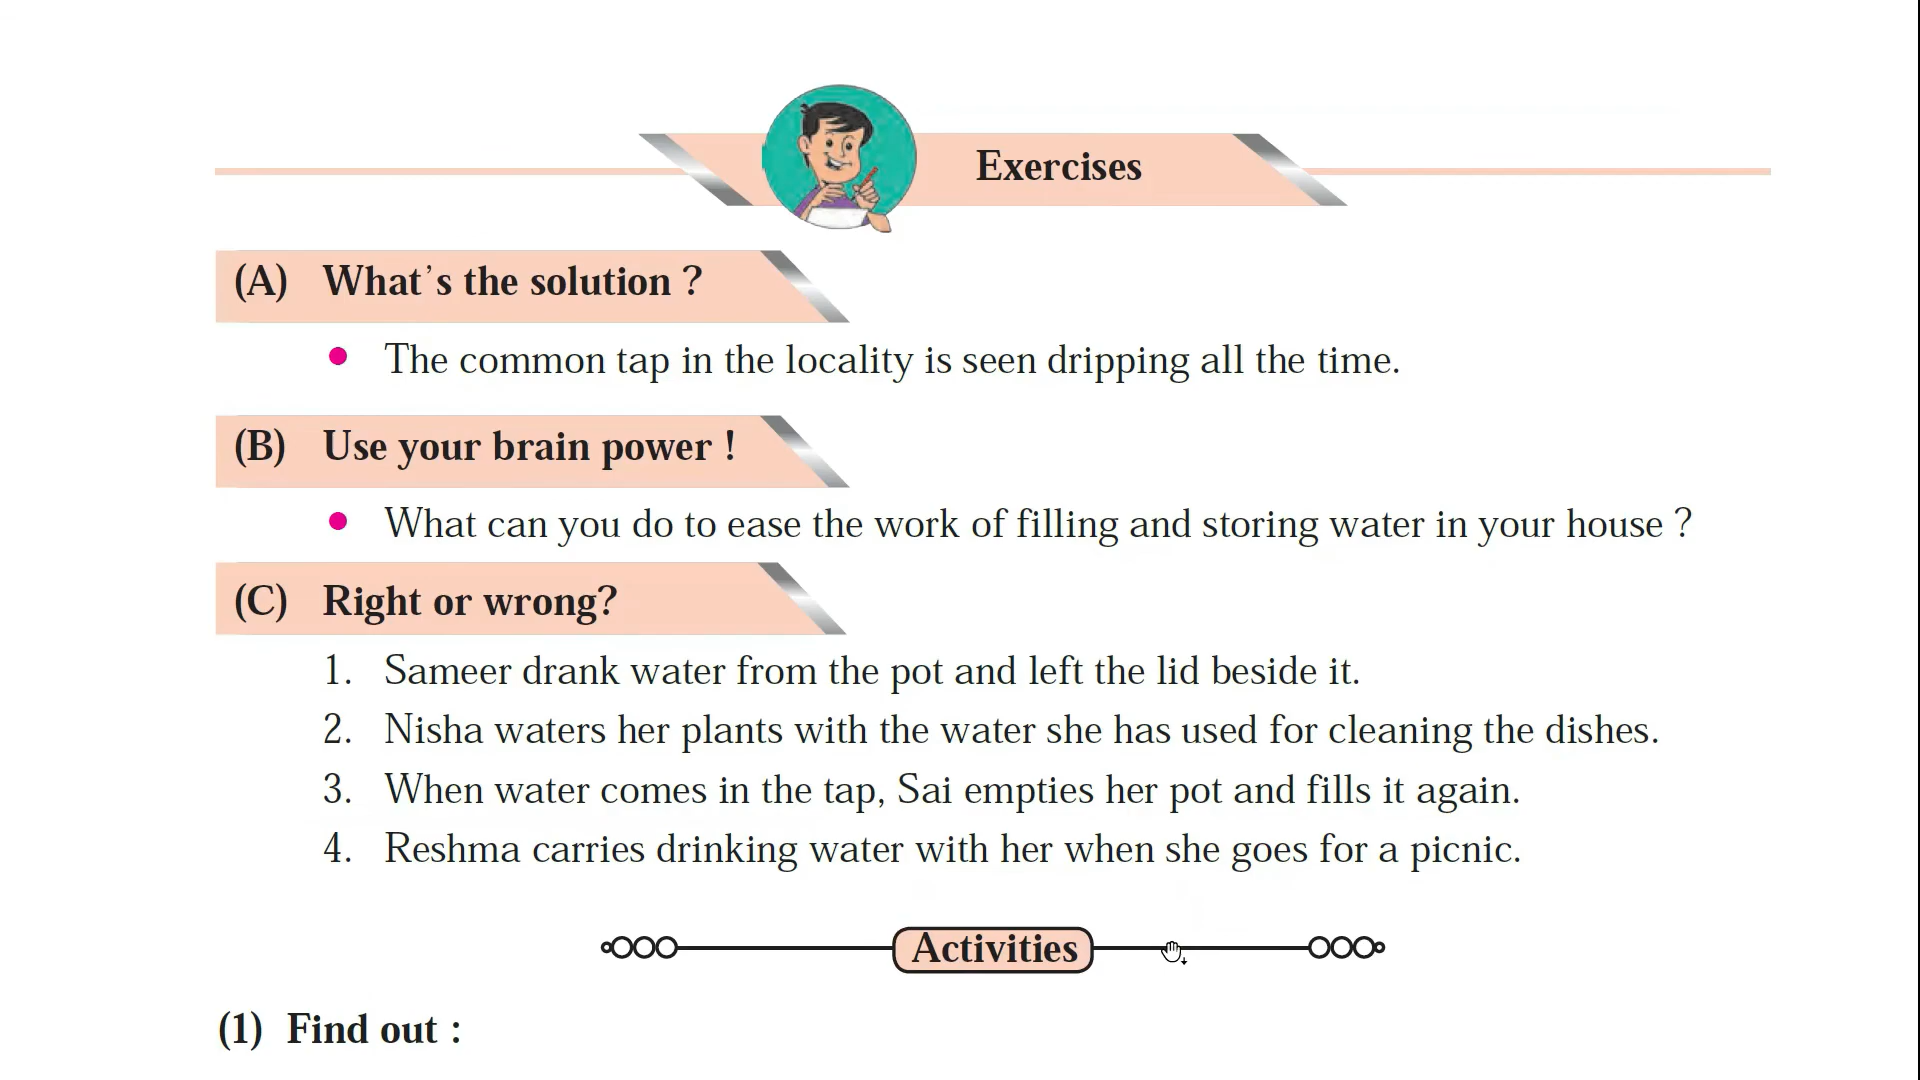 Exercises
(A) What's the solution ?
• The common tap in the locality is seen dripping all the time.
(B) Use your brain power !
• What can you do to ease the work of filling and storing water in your house ?
(C) Right or wrong?
1. Sameer drank water from the pot and left the lid beside it.
2. Nisha waters her plants with the water she has used for cleaning the dishes.
3. When water comes in the tap, Sai empties her pot and fills it again.
4. Reshma carries drinking water with her when she goes for a picnic.
Activities
(1) Find out :